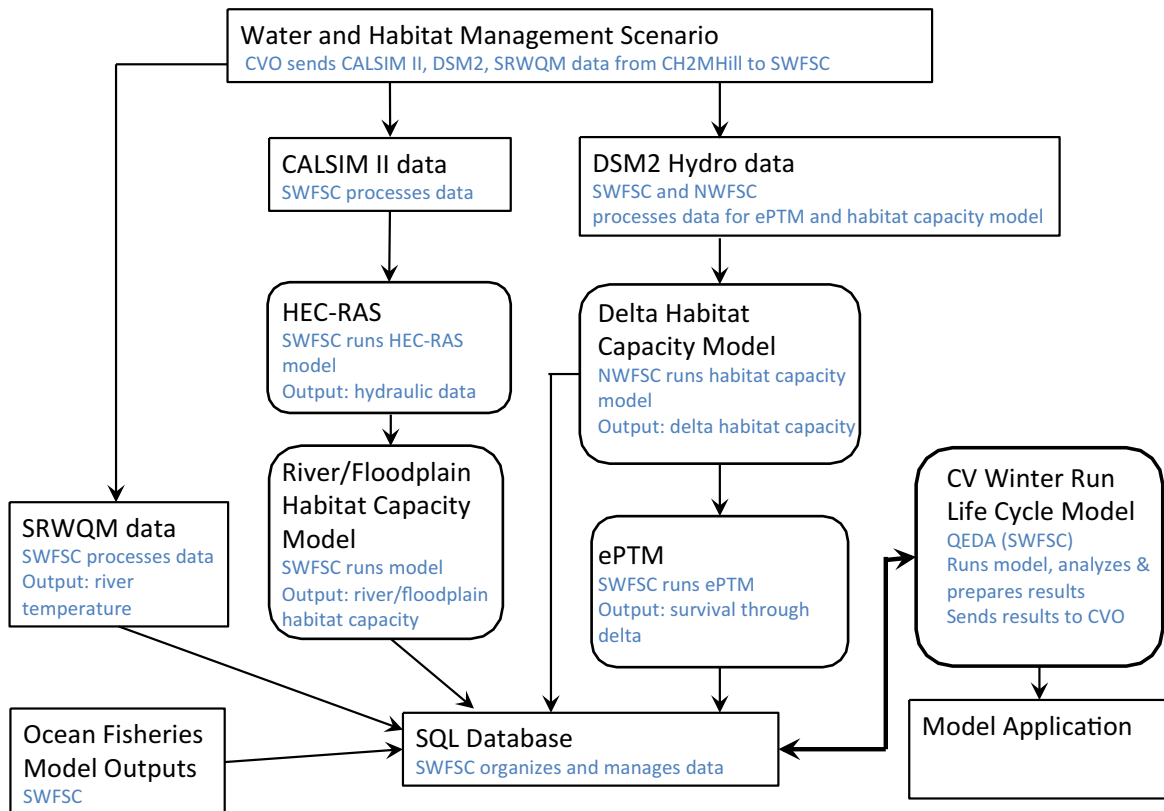 Water and Habitat Management Scenario
CVO sends CALSIM II, DSM2, SRWQM data from CH2MHill to SWFSC
CALSIM II data
SWFSC processes data
DSM2 Hydro data
SWFSC and NWFSC
processes data for ePTM and habitat capacity model
HEC-RAS
SWFSC runs HEC-RAS
model
Output: hydraulic data
Delta Habitat
Capacity Model
NWFSC runs habitat capacity
model
Output: delta habitat capacity
River/Floodplain
Habitat Capacity
Model
SWFSC runs model
Output: river/floodplain
habitat capacity
CV Winter Run
Life Cycle Model
QEDA (SWFSC)
Runs model, analyzes &
prepares results
Sends results to CVO
SRWQM data
SWFSC processes data
Output: river
temperature
ePTM
SWFSC runs ePTM
Output: survival through
delta
Ocean Fisheries
Model Outputs
SWFSC
SQL Database
SWFSC organizes and manages data
Model Application